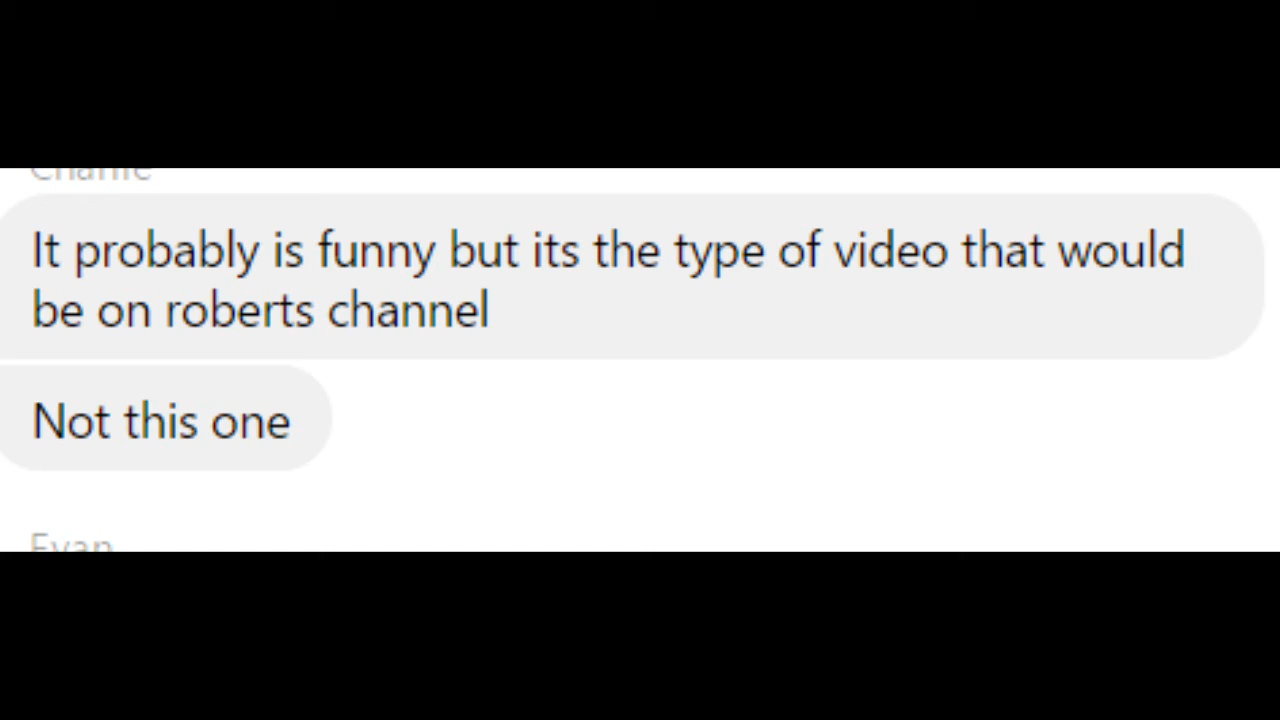 Charlie
It probably is funny but its the type of video that would
be on roberts channel
Not this one
Evan